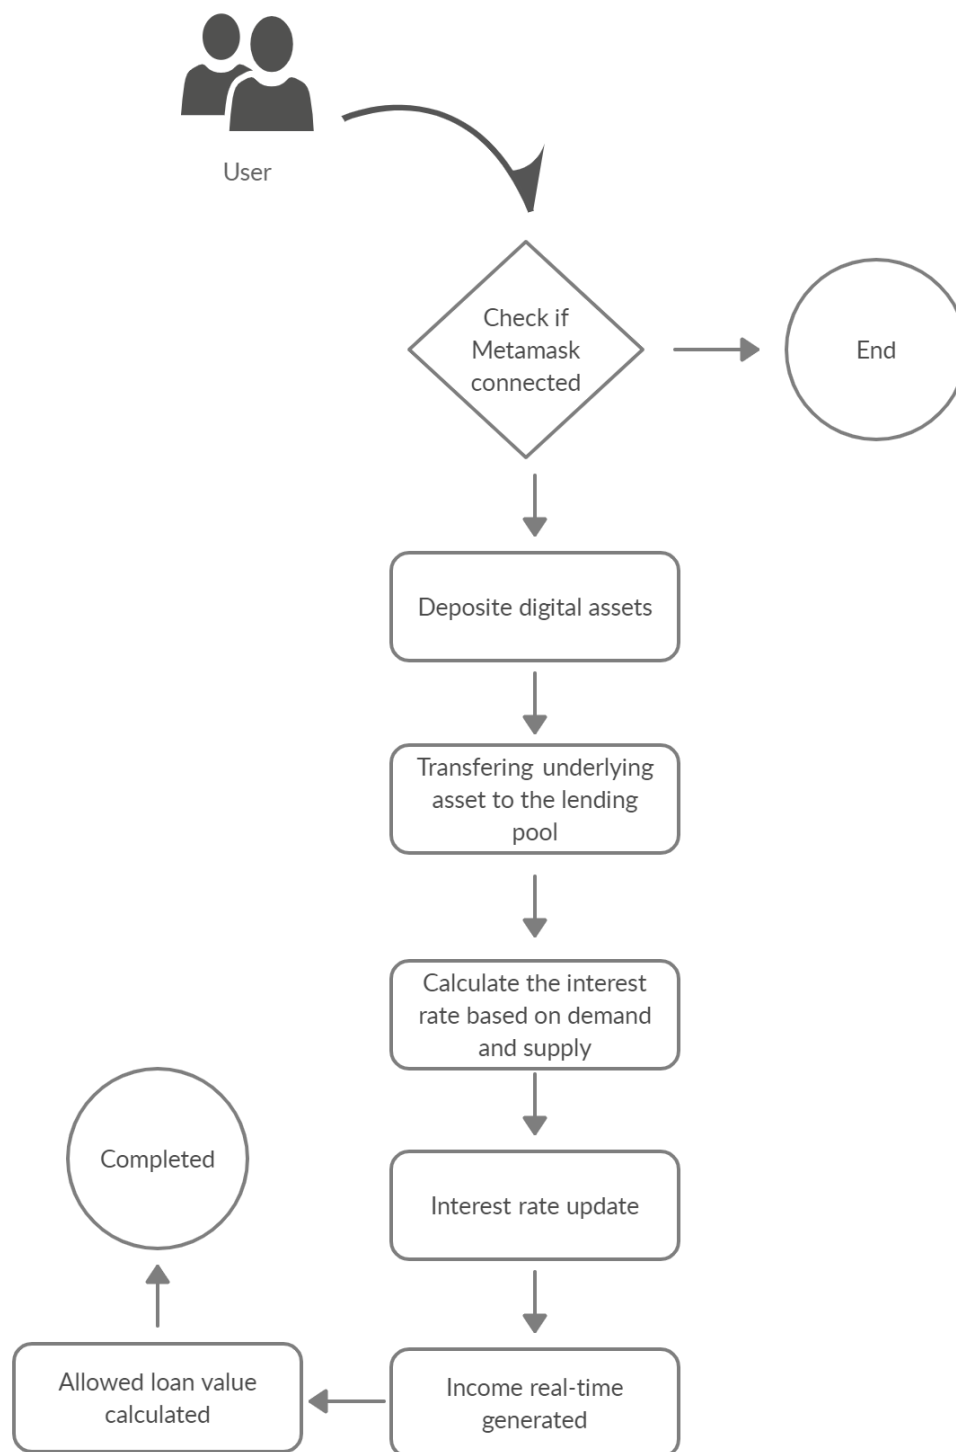 User
Check if
Metamask
connected
End
Deposite digital assets
Transfering underlying
asset to the lending
pool
Calculate the interest
rate based on demand
and supply
Completed
Interest rate update
Allowed loan value
calculated
Income real-time
generated